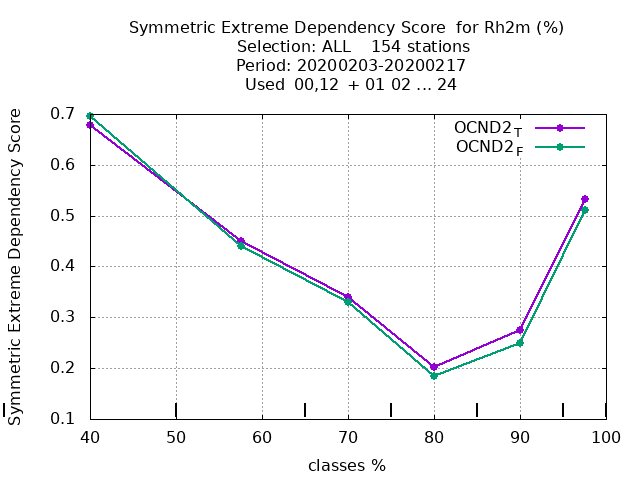 Symmetric Extreme Dependency Score  for Rh2m (%)
Selection: ALL    154 stations
Period: 20200203-20200217
Used  00,12  + 01 02 ... 24
Symmetric Extreme Dependency Score
0.7
0.6
0.5
0.4
0.3
0.2
0.1
OCND2T
OCND2F
40 50 60 70 80 90 100
classes %